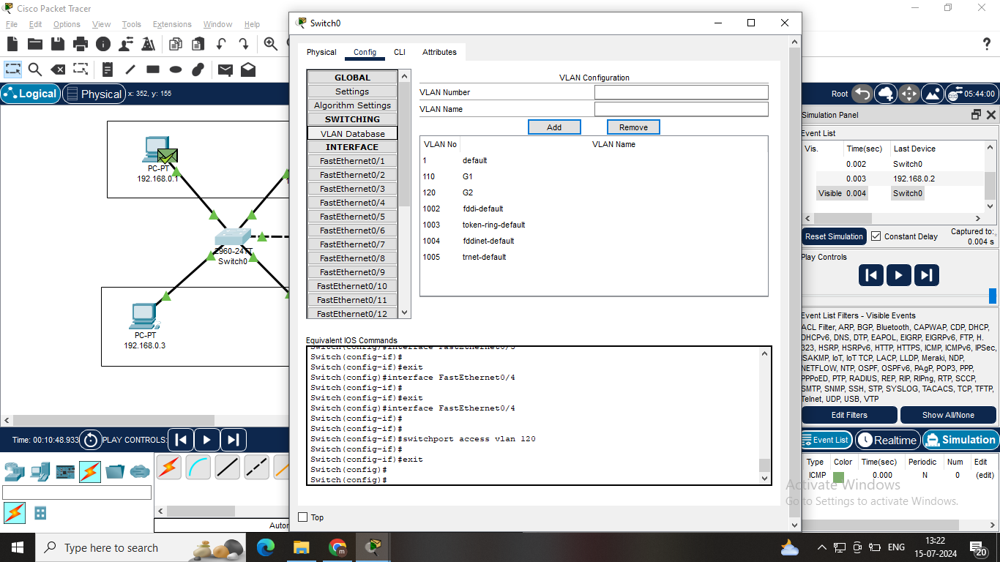 Cisco Packet Tracer
File Edit Options View Tools Extensions Window Help
Logical Physical x: 352, y: 155
PC-PT
192.168.0.1
2960-24TT
Switch0
PC-PT
192.168.0.3
Time: 00:10:48.933 PLAY CONTROLS:
Switch0
Physical Config CLI Attributes
GLOBAL
Settings
Algorithm Settings
SWITCHING
VLAN Database
INTERFACE
FastEthernet0/1
FastEthernet0/2
FastEthernet0/3
FastEthernet0/4
FastEthernet0/5
FastEthernet0/6
FastEthernet0/7
FastEthernet0/8
FastEthernet0/9
FastEthernet0/10
FastEthernet0/11
FastEthernet0/12
VLAN Configuration
VLAN Number
VLAN Name
Add Remove
VLAN No VLAN Name
1 default
110 G1
120 G2
1002 fddi-default
1003 token-ring-default
1004 fddinet-default
1005 trnet-default
Equivalent IOS Commands
Switch(config)#interface FastEthernet0/3
Switch(config-if)#
Switch(config-if)#exit
Switch(config)#interface FastEthernet0/4
Switch(config-if)#
Switch(config-if)#exit
Switch(config)#interface FastEthernet0/4
Switch(config-if)#
Switch(config-if)#
Switch(config-if)#switchport access vlan 120
Switch(config-if)#
Switch(config-if)#exit
Switch(config)#
Switch(config)#
Top
?
Root 05:44:00
Simulation Panel
Event List
Vis. Time(sec) Last Device
0.002 Switch0
0.003 192.168.0.2
Visible 0.004 Switch0
Reset Simulation Constant Delay Captured to:
0.004 s
Play Controls
Event List Filters - Visible Events
ACL Filter, ARP, BGP, Bluetooth, CAPWAP, CDP, DHCP,
DHCPv6, DNS, DTP, EAPOL, EIGRP, EIGRPv6, FTP, H.
323, HSRP, HSRPv6, HTTP, HTTPS, ICMP, ICMPv6, IPSec,
ISAKMP, IoT, IoT TCP, LACP, LLDP, Meraki, NDP,
NETFLOW, NTP, OSPF, OSPFv6, PAgP, POP3, PPP,
PPPoED, PTP, RADIUS, REP, RIP, RIPng, RTP, SCCP,
SMTP, SNMP, SSH, STP, SYSLOG, TACACS, TCP, TFTP,
Telnet, UDP, USB, VTP
Edit Filters Show All/None
Event List Realtime Simulation
Type Color Time(sec) Periodic Num Edit
ICMP 0.000 N 0 (edit)
Activate Windows
Go to Settings to activate Windows.
Type here to search
ENG
13:22
15-07-2024
20